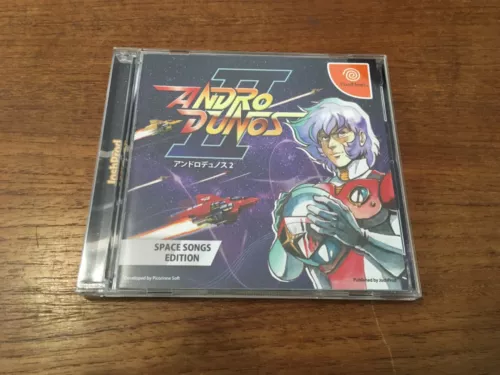 JoshProd
Dreamcast
II
ANDRO
DUNOS
アンドロデュノス 2
SPACE SONGS
EDITION
Developed by Picorinne Soft
Published by JoshProd